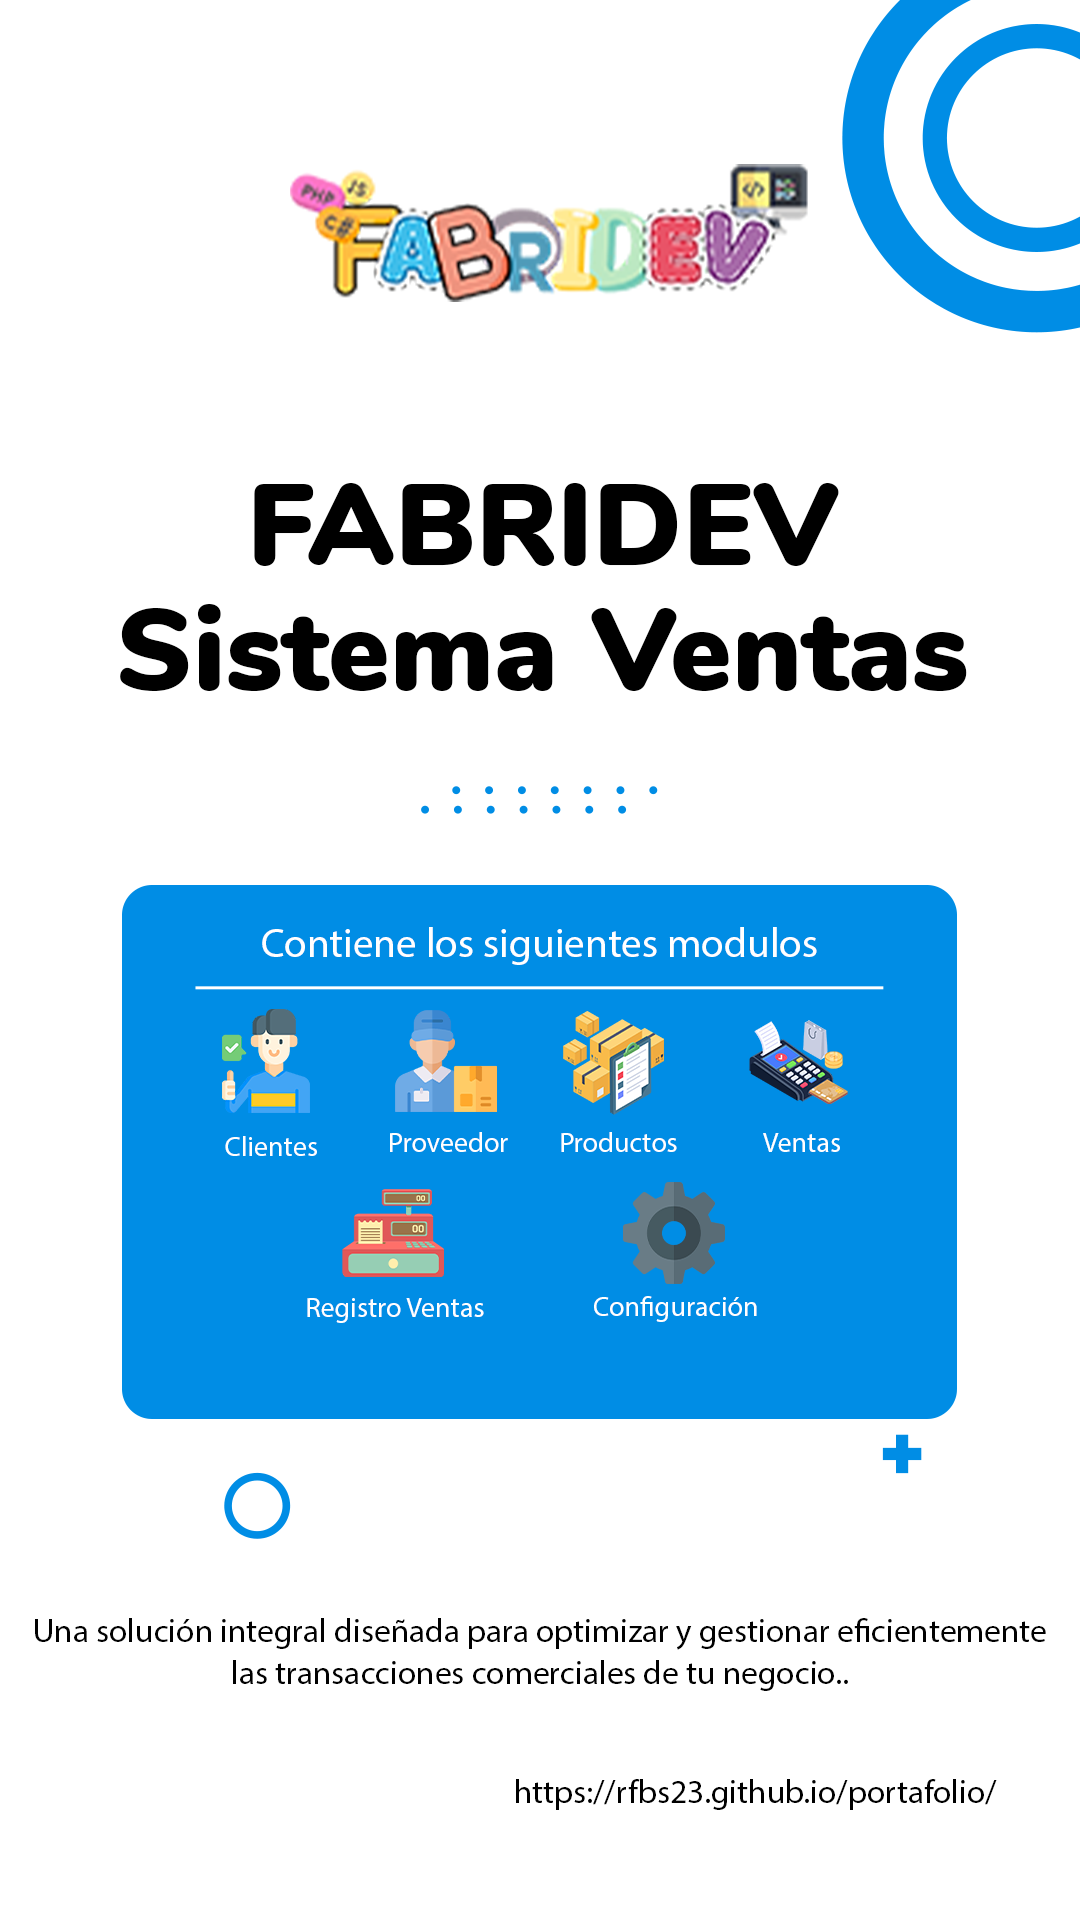 PHP
JS
C#
</>
FABRIDEV
FABRIDEV
Sistema Ventas
Contiene los siguientes modulos
Clientes
Proveedor
Productos
Ventas
00
00
Registro Ventas
Configuración
Una solución integral diseñada para optimizar y gestionar eficientemente
las transacciones comerciales de tu negocio..
https://rfbs23.github.io/portafolio/